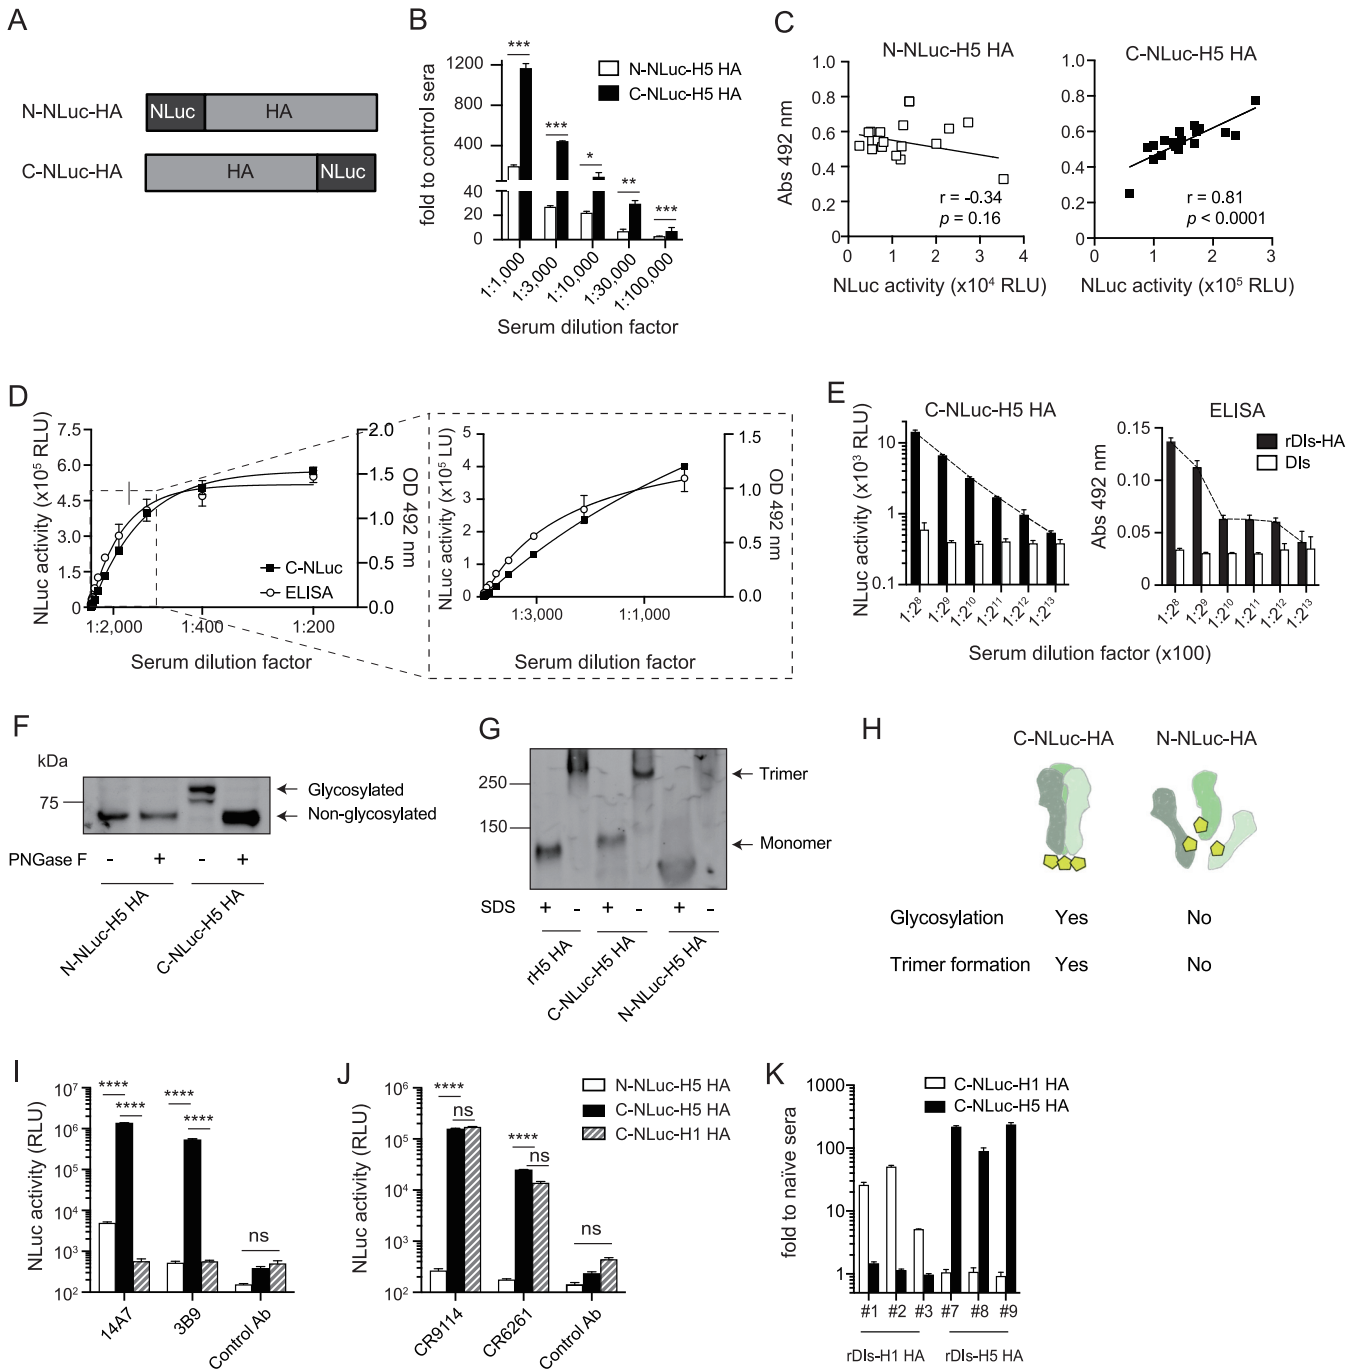 A
N-NLuc-HA
NLuc
HA
C-NLuc-HA
HA
NLuc
B
fold to control sera
1200
800
400
40
20
0
***
***
*
**
***
N-NLuc-H5 HA
C-NLuc-H5 HA
1:1,000
1:3,000
1:10,000
1:30,000
1:100,000
Serum dilution factor
C
N-NLuc-H5 HA
Abs 492 nm
1.0
0.8
0.6
0.4
0.2
0
r = -0.34
p = 0.16
0 1 2 3 4
NLuc activity (x10⁴ RLU)
C-NLuc-H5 HA
1.0
0.8
0.6
0.4
0.2
0
r = 0.81
p < 0.0001
0 1 2 3
NLuc activity (x10⁵ RLU)
D
NLuc activity (x10⁵ RLU)
7.5
6.0
4.5
3.0
1.5
0
2.0
1.5
1.0
0.5
0.0
OD 492 nm
C-NLuc
ELISA
1:2,000
1:400
1:200
Serum dilution factor
NLuc activity (x10⁵ LU)
5
4
3
2
1
0
1.5
1.0
0.5
0.0
OD 492 nm
1:3,000
1:1,000
Serum dilution factor
E
C-NLuc-H5 HA
NLuc activity (x10³ RLU)
10
1
0.1
1:2⁸
1:2⁹
1:2¹⁰
1:2¹¹
1:2¹²
1:2¹³
ELISA
Abs 492 nm
0.15
0.10
0.05
0
rDIs-HA
DIs
1:2⁸
1:2⁹
1:2¹⁰
1:2¹¹
1:2¹²
1:2¹³
Serum dilution factor (x100)
F
kDa
75
Glycosylated
Non-glycosylated
PNGase F - + - +
N-NLuc-H5 HA
C-NLuc-H5 HA
G
250
150
Trimer
Monomer
SDS + - + - + -
rH5 HA
C-NLuc-H5 HA
N-NLuc-H5 HA
H
C-NLuc-HA N-NLuc-HA
Glycosylation Yes No
Trimer formation Yes No
I
NLuc activity (RLU)
10⁷
10⁶
10⁵
10⁴
10³
10²
****
****
****
****
ns
14A7
3B9
Control Ab
J
NLuc activity (RLU)
10⁶
10⁵
10⁴
10³
10²
****
ns
****
ns
ns
N-NLuc-H5 HA
C-NLuc-H5 HA
C-NLuc-H1 HA
CR9114
CR6261
Control Ab
K
fold to naïve sera
1000
100
10
1
C-NLuc-H1 HA
C-NLuc-H5 HA
#1 #2 #3 #7 #8 #9
rDIs-H1 HA rDIs-H5 HA